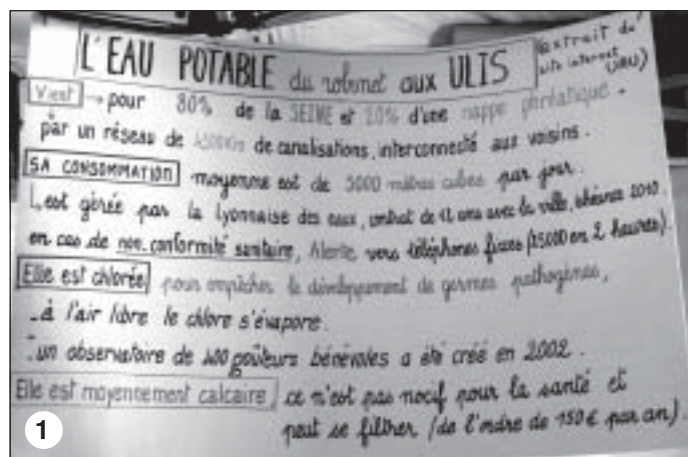 L'EAU POTABLE du robinet aux ULIS
(extrait du
site internet
Vient → pour 80% de la SEINE et 20% d'une nappe phréatique.
par un réseau de de canalisations, interconnecté aux voisins.
SA CONSOMMATION moyenne est de 5000 mètres cubes par jour.
est gérée par la Lyonnaise des eaux, contrat de 12 ans avec la ville, échéance 2010.
en cas de non conformité sanitaire, Alerte vers téléphones fixes (15000 en 2 heures).
Elle est chlorée pour empêcher le développement de germes pathogènes,
- à l'air libre le chlore s'évapore.
- un observatoire de goûteurs bénévoles a été créé en 2002.
Elle est moyennement calcaire, ce n'est pas nocif pour la santé et
peut se filtrer (de l'ordre de 150€ par an).
1